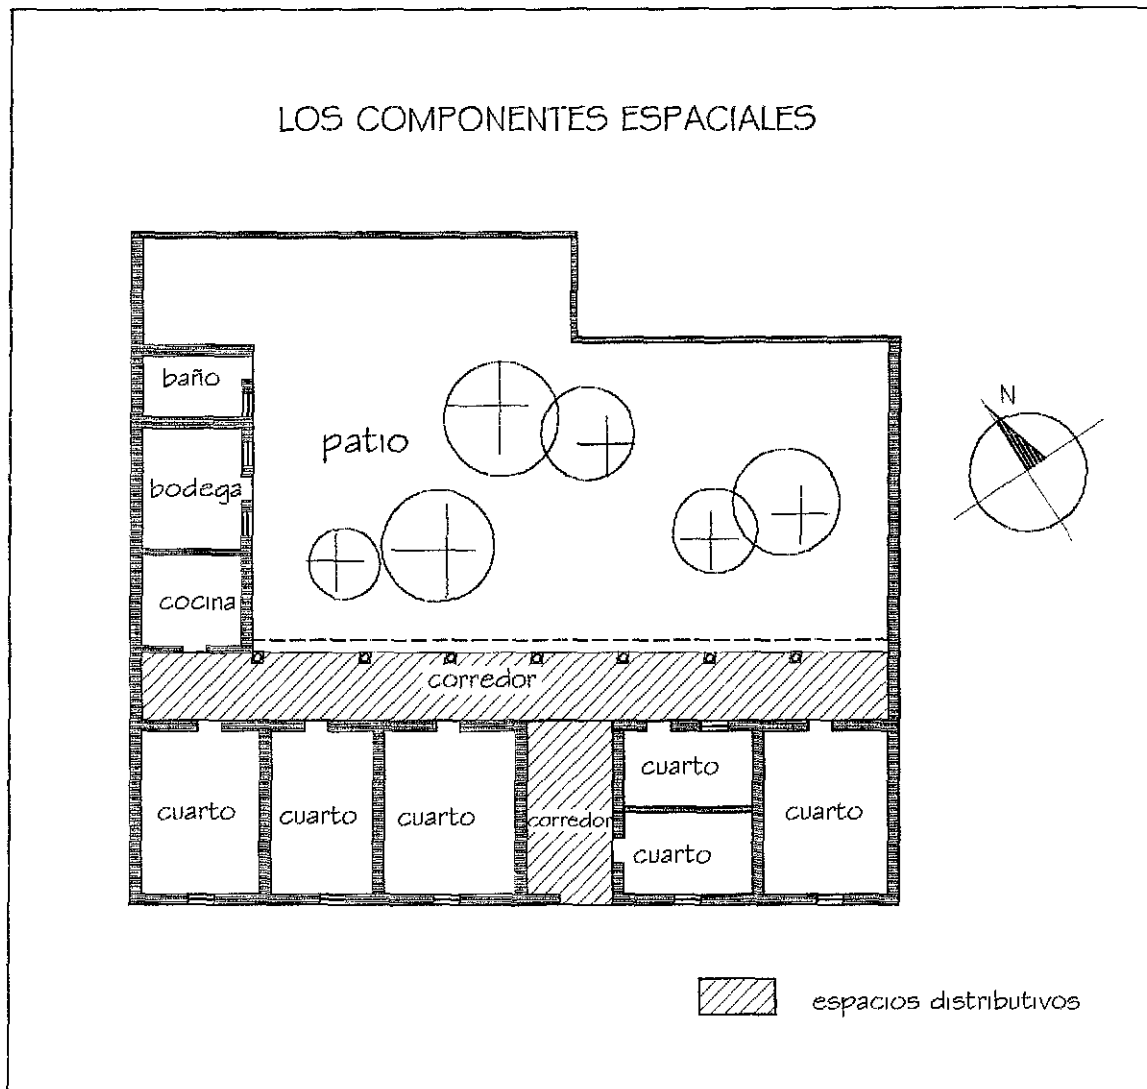 LOS COMPONENTES ESPACIALES
baño
patio
N
bodega
cocina
corredor
cuarto
cuarto
cuarto
corredor
cuarto
cuarto
cuarto
espacios distributivos